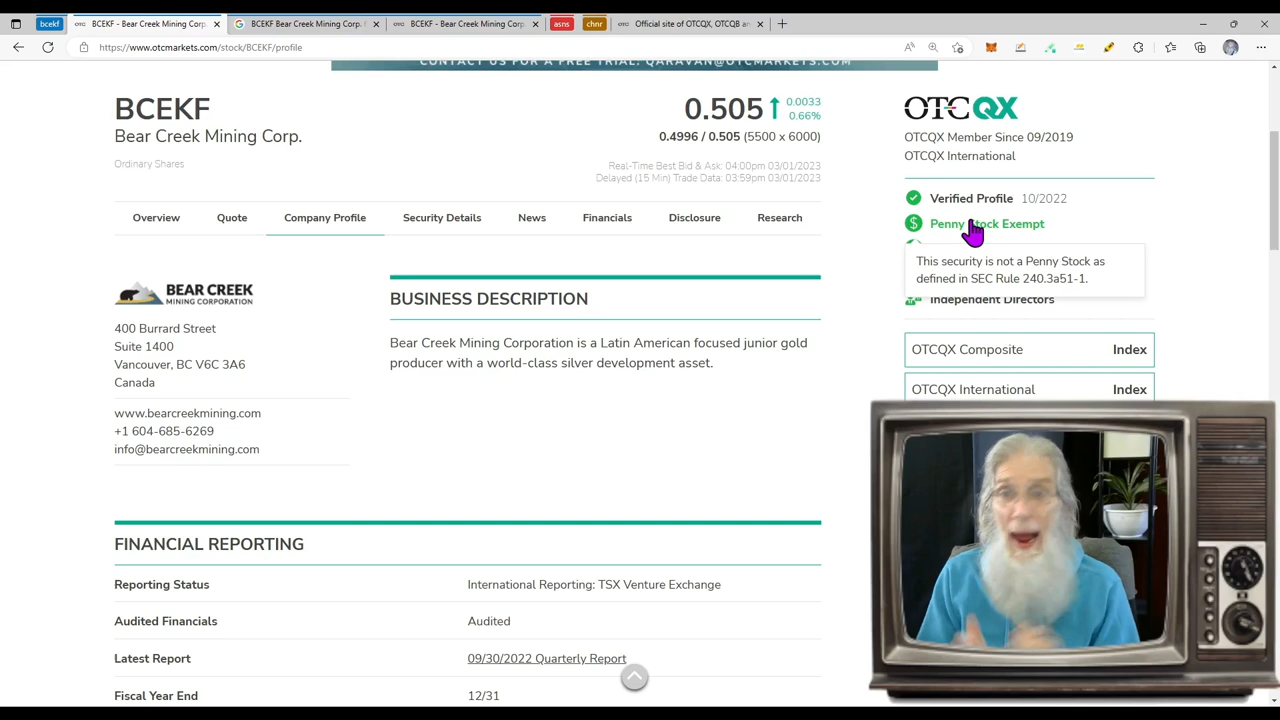 bcekf
BCEKF - Bear Creek Mining Corp.
BCEKF Bear Creek Mining Corp.
BCEKF - Bear Creek Mining Corp.
asns
chnr
Official site of OTCQX, OTCQB an
https://www.otcmarkets.com/stock/BCEKF/profile
CONTACT US FOR A FREE TRIAL: QARAVAN@OTCMARKETS.COM
BCEKF
Bear Creek Mining Corp.
Ordinary Shares
0.505
0.0033
0.66%
0.4996 / 0.505 (5500 x 6000)
Real-Time Best Bid & Ask: 04:00pm 03/01/2023
Delayed (15 Min) Trade Data: 03:59pm 03/01/2023
OTCQX
OTCQX Member Since 09/2019
OTCQX International
Verified Profile 10/2022
Penny Stock Exempt
This security is not a Penny Stock as
defined in SEC Rule 240.3a51-1.
Independent Directors
OTCQX Composite Index
OTCQX International Index
Overview Quote Company Profile Security Details News Financials Disclosure Research
BEAR CREEK
MINING CORPORATION
400 Burrard Street
Suite 1400
Vancouver, BC V6C 3A6
Canada
www.bearcreekmining.com
+1 604-685-6269
info@bearcreekmining.com
BUSINESS DESCRIPTION
Bear Creek Mining Corporation is a Latin American focused junior gold
producer with a world-class silver development asset.
FINANCIAL REPORTING
Reporting Status International Reporting: TSX Venture Exchange
Audited Financials Audited
Latest Report 09/30/2022 Quarterly Report
Fiscal Year End 12/31